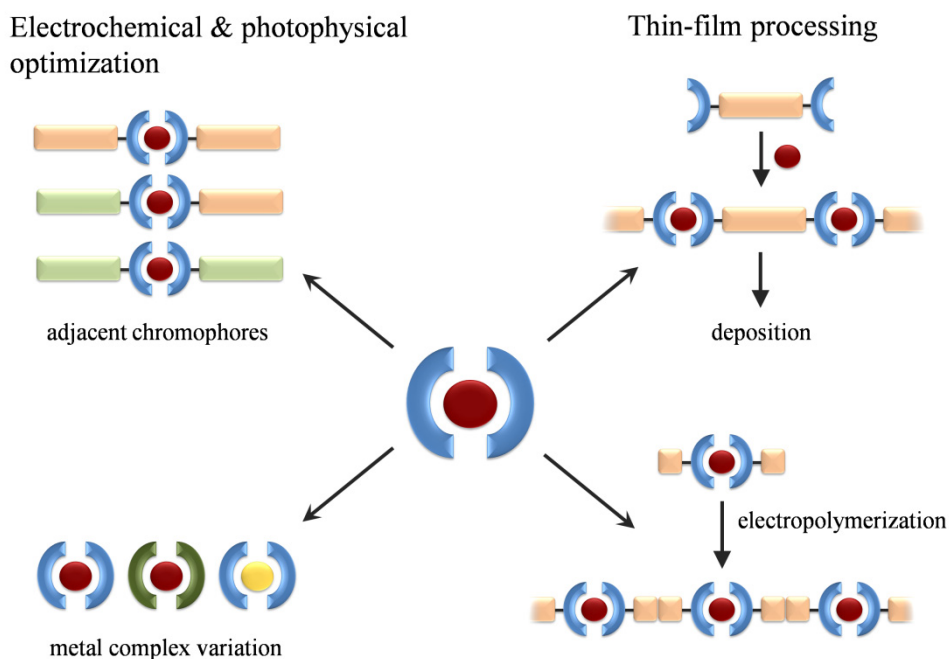 Electrochemical & photophysical
optimization
Thin-film processing
adjacent chromophores
deposition
electropolymerization
metal complex variation